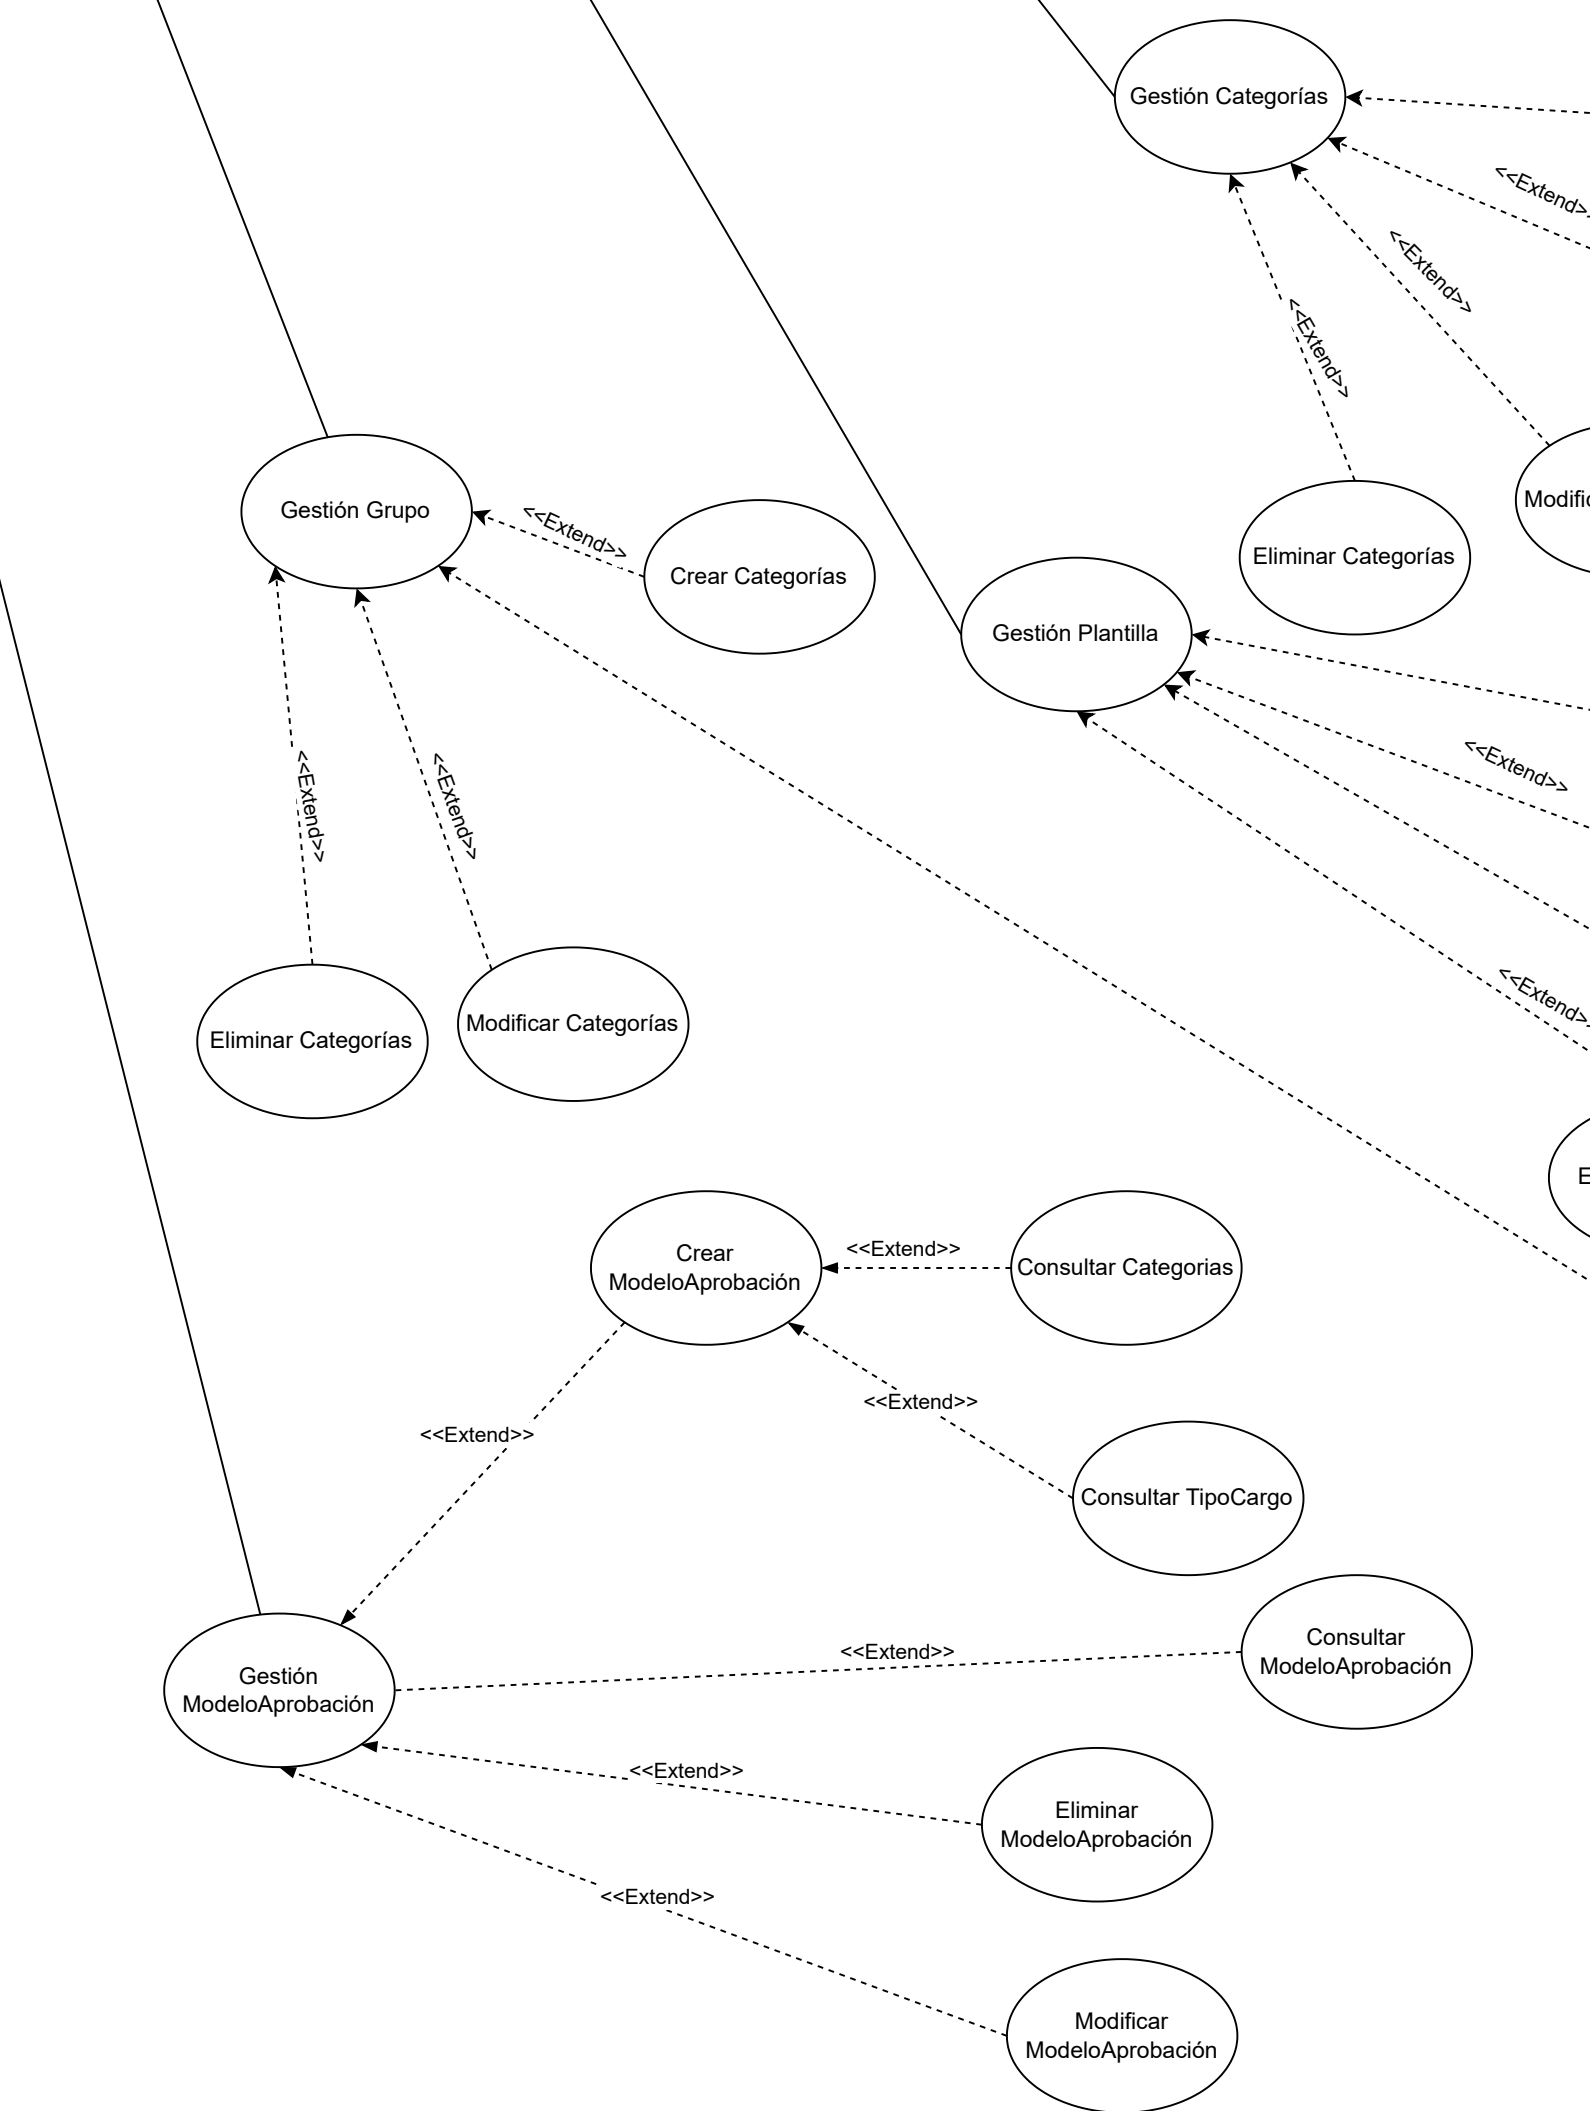 Gestión Categorías
<<Extend>>
<<Extend>>
<<Extend>>
Gestión Grupo
<<Extend>>
Crear Categorías
Eliminar Categorías
Gestión Plantilla
<<Extend>>
<<Extend>>
<<Extend>>
<<Extend>>
Eliminar Categorías
Modificar Categorías
Crear
ModeloAprobación
<<Extend>>
Consultar Categorias
<<Extend>>
<<Extend>>
Consultar TipoCargo
Gestión
ModeloAprobación
<<Extend>>
Consultar
ModeloAprobación
<<Extend>>
Eliminar
ModeloAprobación
<<Extend>>
Modificar
ModeloAprobación